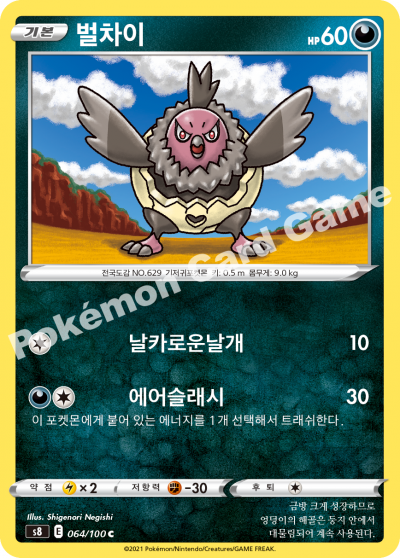 기본 벌차이 HP 60
전국도감 NO.629 기저귀포켓몬 키: 0.5 m 몸무게: 9.0 kg
Pokémon Card Game
날카로운날개 10
에어슬래시 30
이 포켓몬에게 붙어 있는 에너지를 1개 선택해서 트래쉬한다.
약점 ×2 저항력 -30 후퇴
Illus. Shigenori Negishi
s8 E 064/100 C
금방 크게 성장하므로
엉덩이의 해골은 둥지 안에서
대물림되어 계속 사용된다.
©2021 Pokémon/Nintendo/Creatures/GAME FREAK.